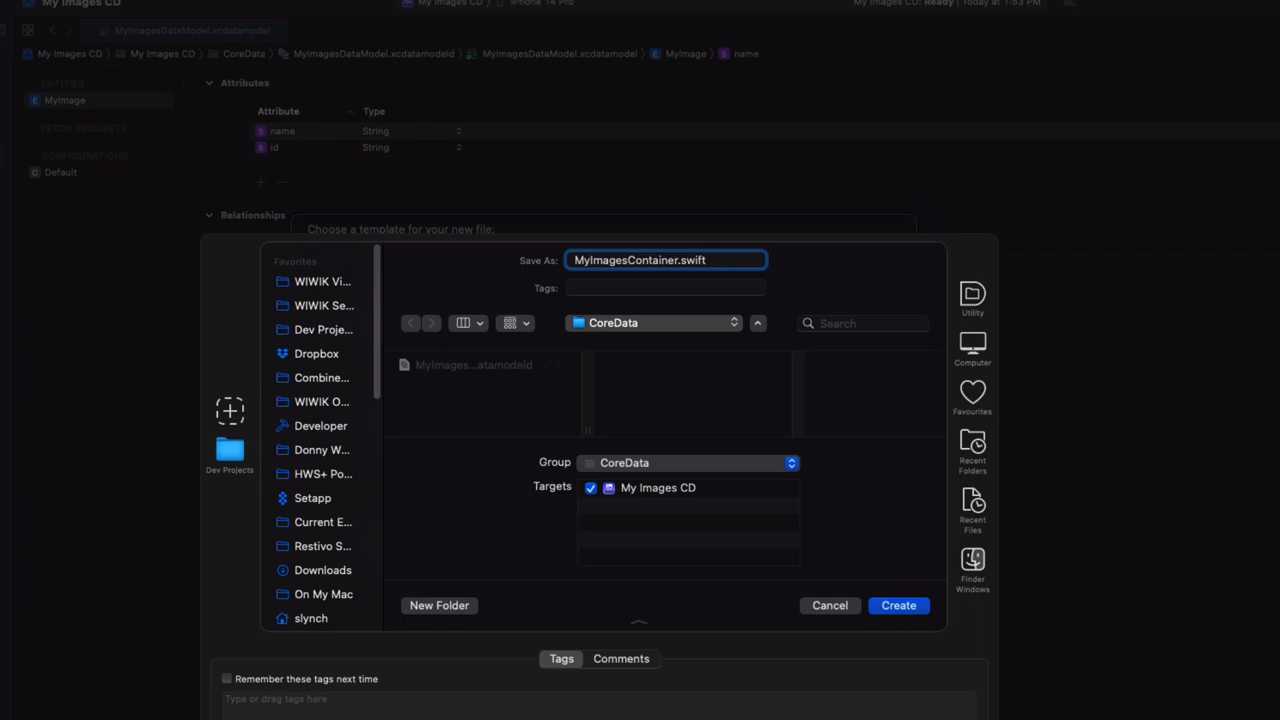 My Images CD
My Images CD 〉 iPhone 14 Pro
My Images CD: Ready | Today at 1:53 PM
MyImagesDataModel.xcdatamodel
My Images CD 〉 My Images CD 〉 CoreData 〉 MyImagesDataModel.xcdatamodeld 〉 MyImagesDataModel.xcdatamodel 〉 E MyImage 〉 S name
ENTITIES
E MyImage
FETCH REQUESTS
CONFIGURATIONS
C Default
Attributes
Attribute Type
S name String
S id String
Relationships
Choose a template for your new file:
Favorites
WIWIK Vi...
WIWIK Se...
Dev Proje...
Dropbox
Combine...
WIWIK O...
Developer
Donny W...
HWS+ Po...
Setapp
Current E...
Restivo S...
Downloads
On My Mac
slynch
Save As: MyImagesContainer.swift
Tags:
CoreData
Search
MyImages...atamodeld
Group CoreData
Targets My Images CD
New Folder
Cancel
Create
Dev Projects
Utility
Computer
Favourites
Recent
Folders
Recent
Files
Finder
Windows
Tags Comments
Remember these tags next time
Type or drag tags here